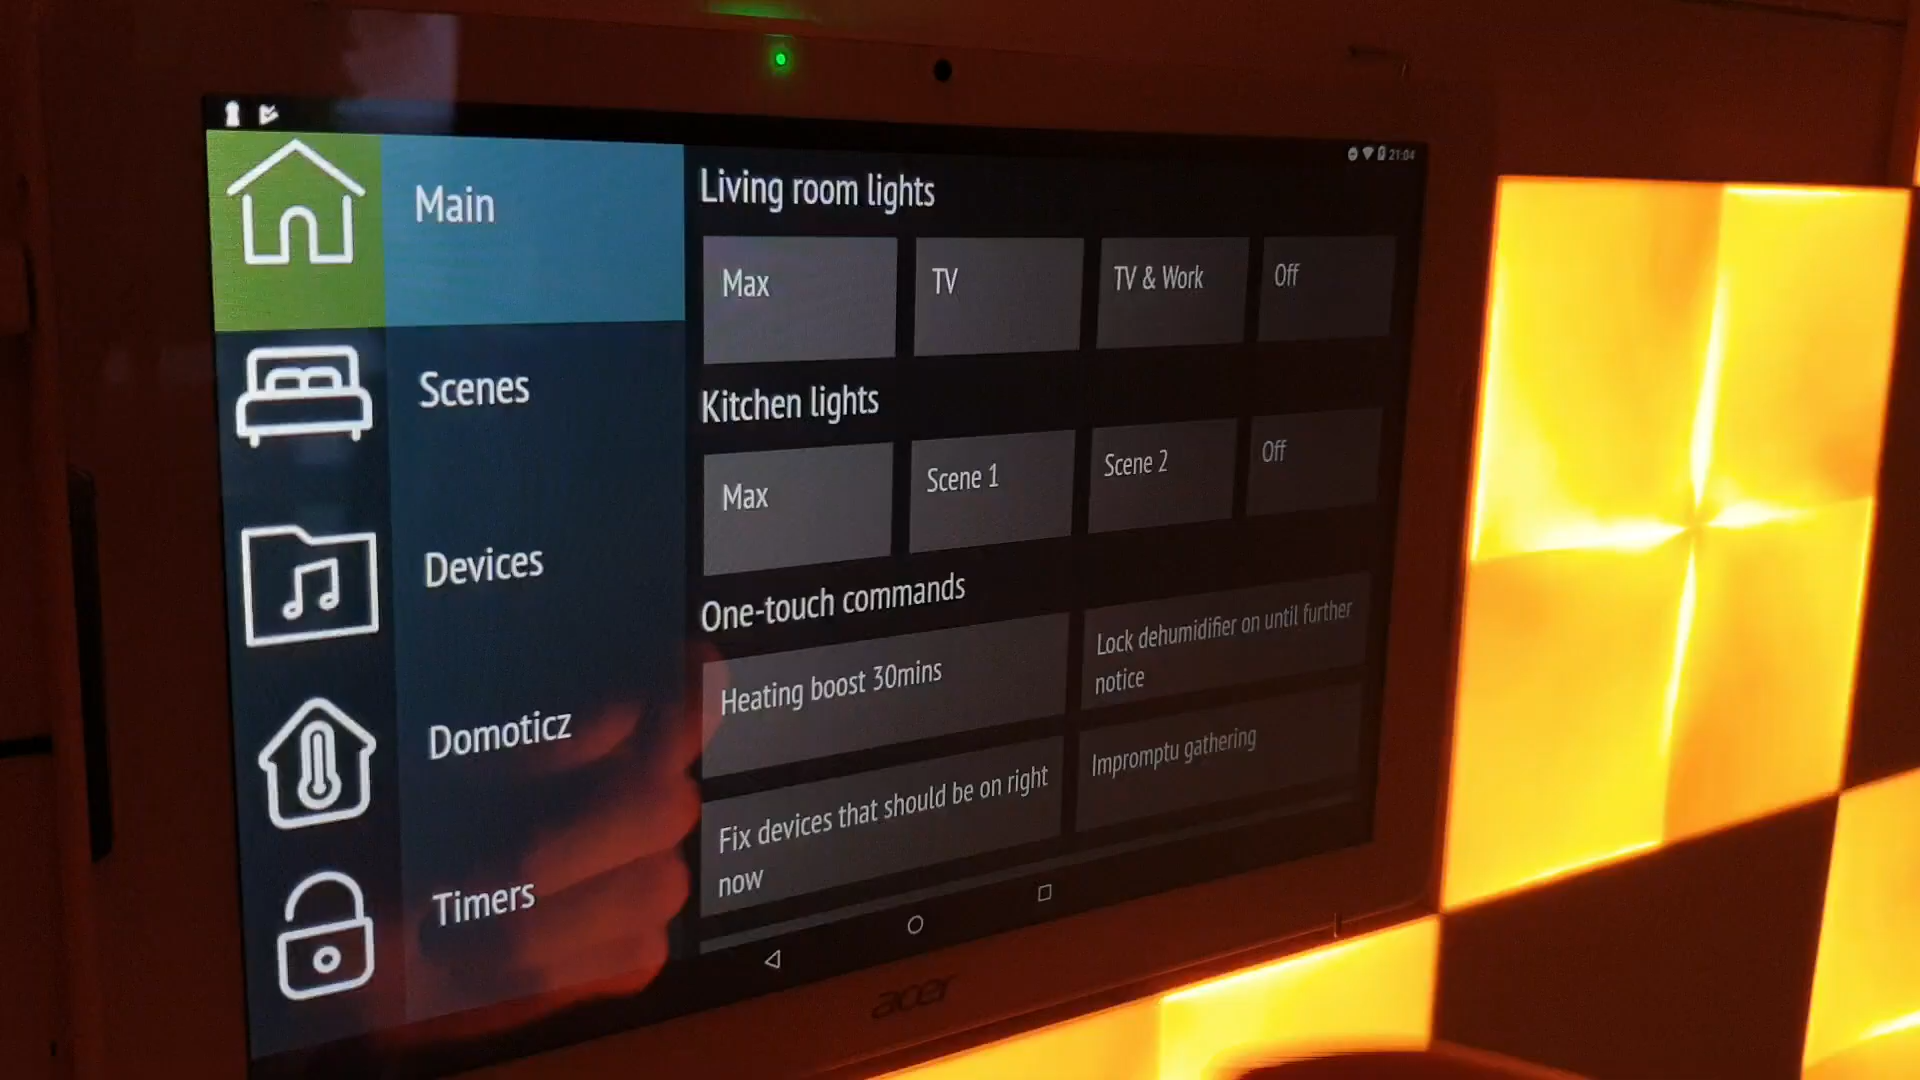 21:04
Main
Scenes
Devices
Domoticz
Timers
Living room lights
Max
TV
TV & Work
Off
Kitchen lights
Max
Scene 1
Scene 2
Off
One-touch commands
Heating boost 30mins
Lock dehumidifier on until further
notice
Fix devices that should be on right
now
Impromptu gathering
acer